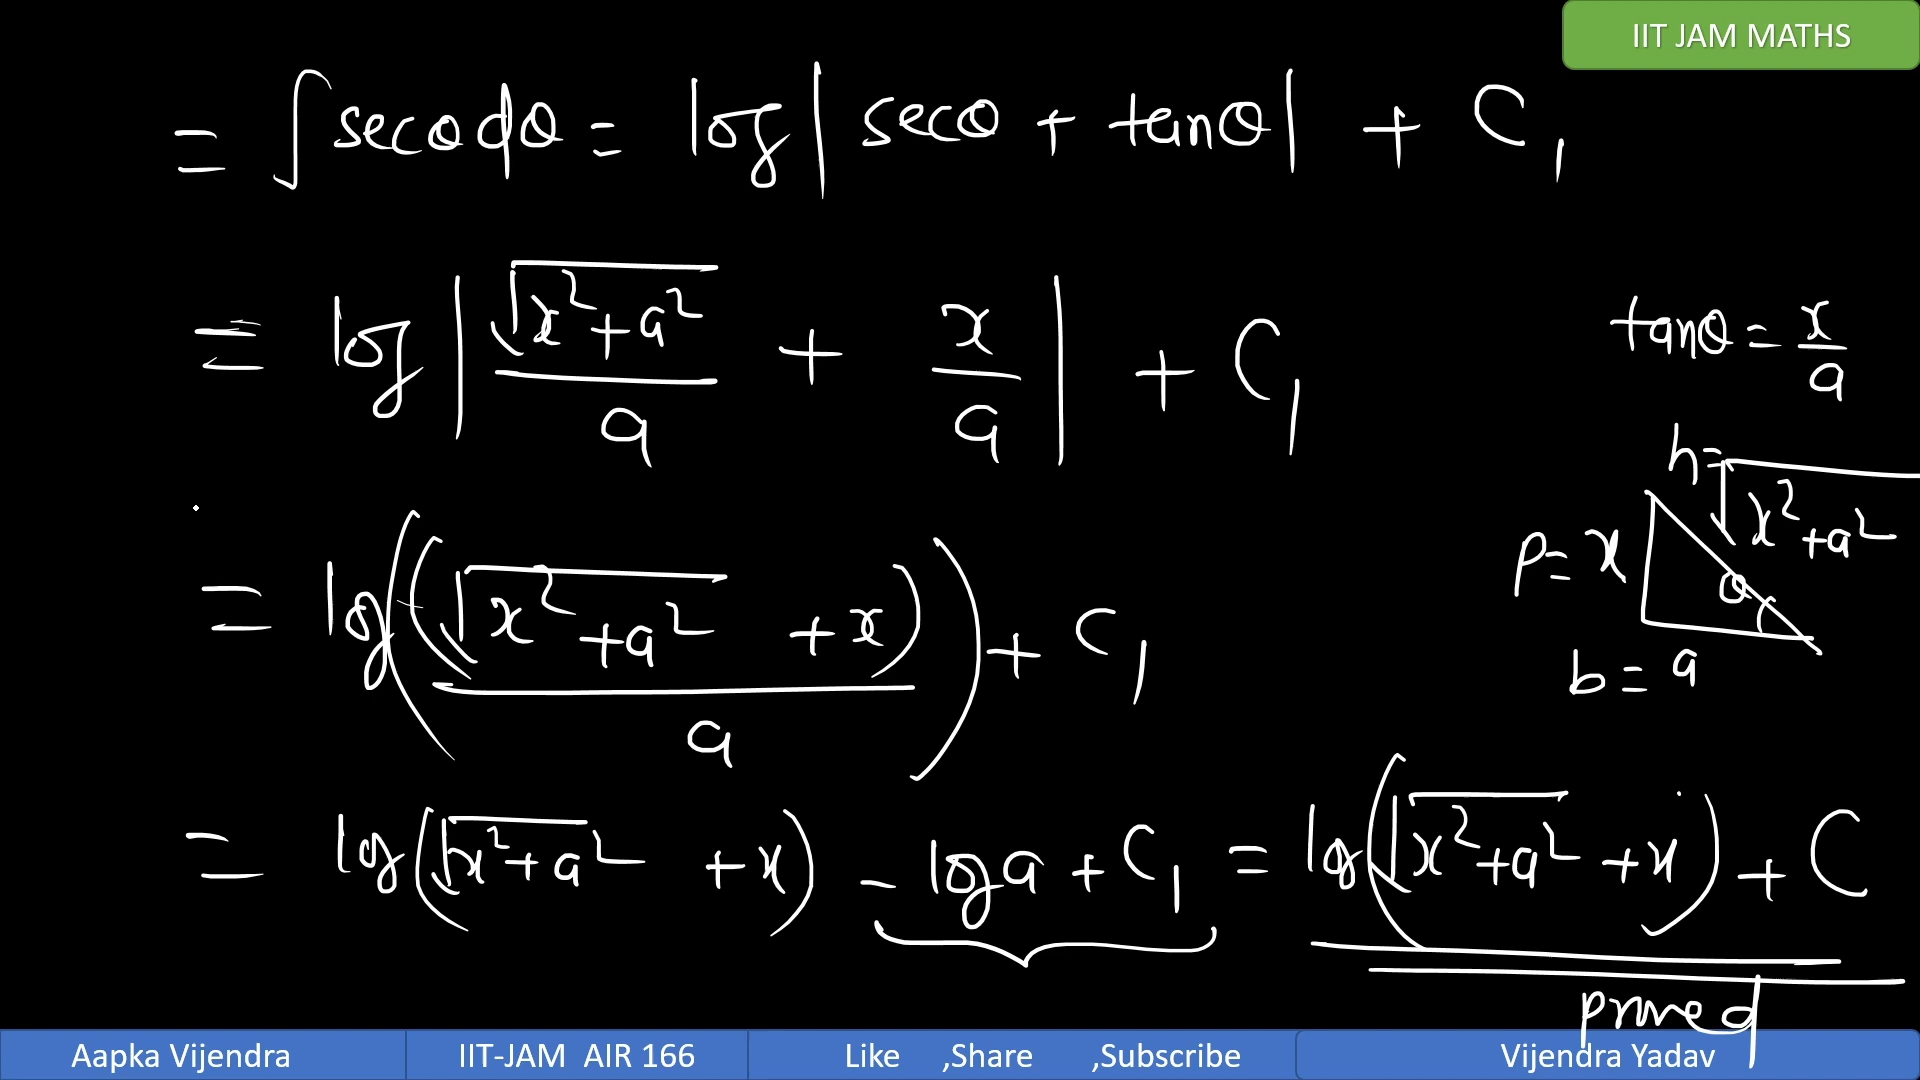 IIT JAM MATHS
= ∫ secθ dθ = log | secθ + tanθ | + C₁
= log | √(x²+a²)/a + x/a | + C₁
tanθ = x/a
h = √(x²+a²)
p = x
θ
b = a
= log ( (√(x²+a²) + x)/a ) + C₁
= log (√(x²+a²) + x) - log a + C₁ = log (√(x²+a²) + x) + C
proved
Aapka Vijendra
IIT-JAM AIR 166
Like ,Share ,Subscribe
Vijendra Yadav